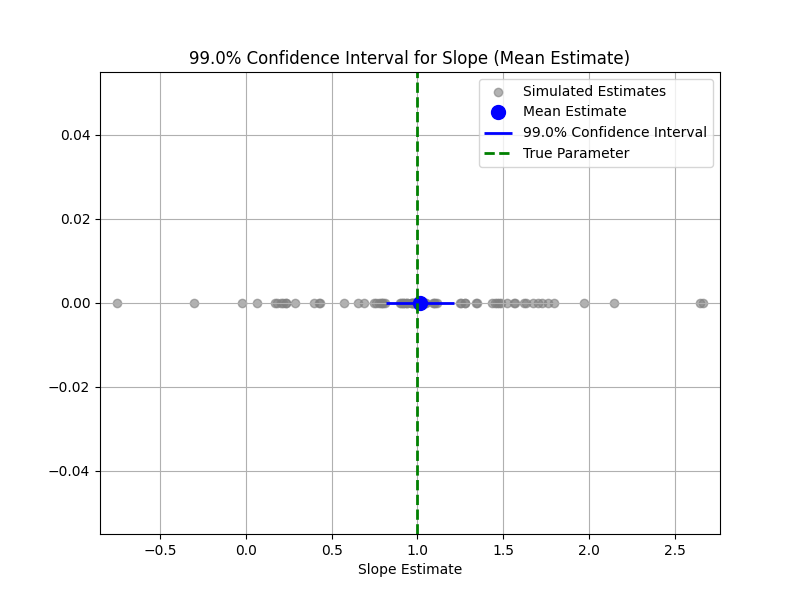 99.0% Confidence Interval for Slope (Mean Estimate)
Simulated Estimates
Mean Estimate
99.0% Confidence Interval
True Parameter
0.04
0.02
0.00
−0.02
−0.04
−0.5 0.0 0.5 1.0 1.5 2.0 2.5
Slope Estimate